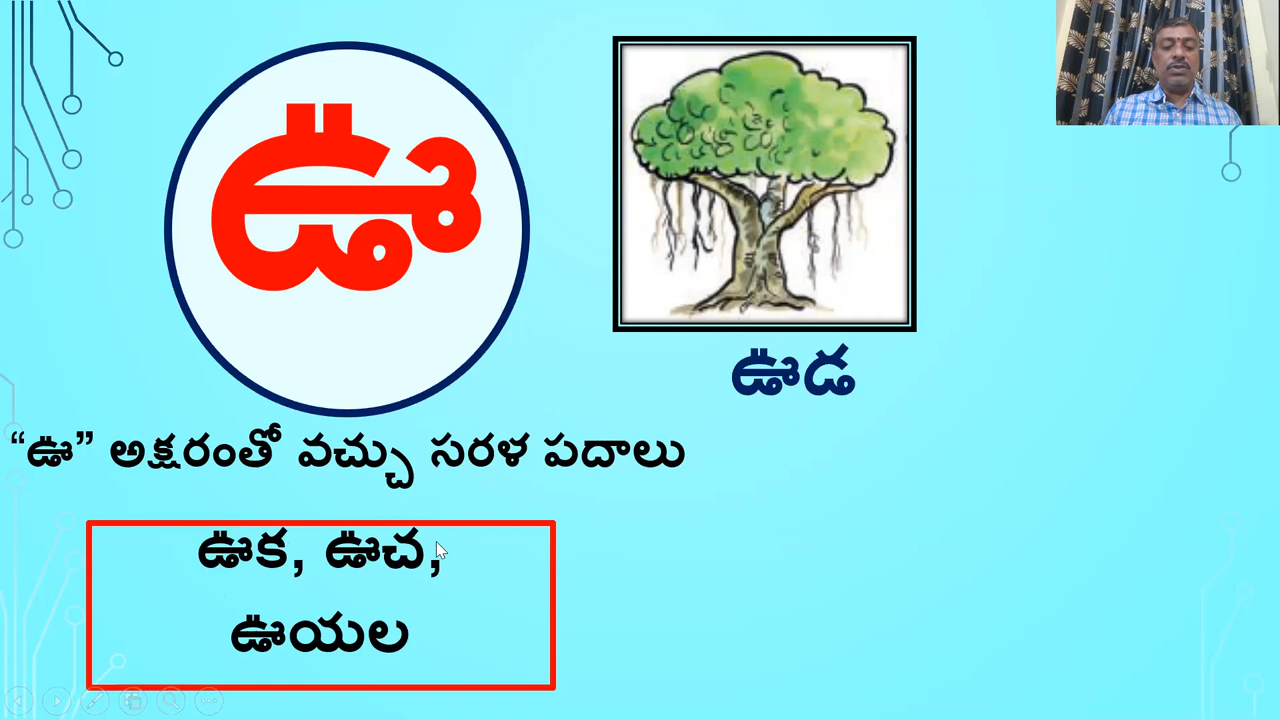 ఊ
ఊడ
“ఊ” అక్షరంతో వచ్చు సరళ పదాలు
ఊక, ఊచ,
ఊయల